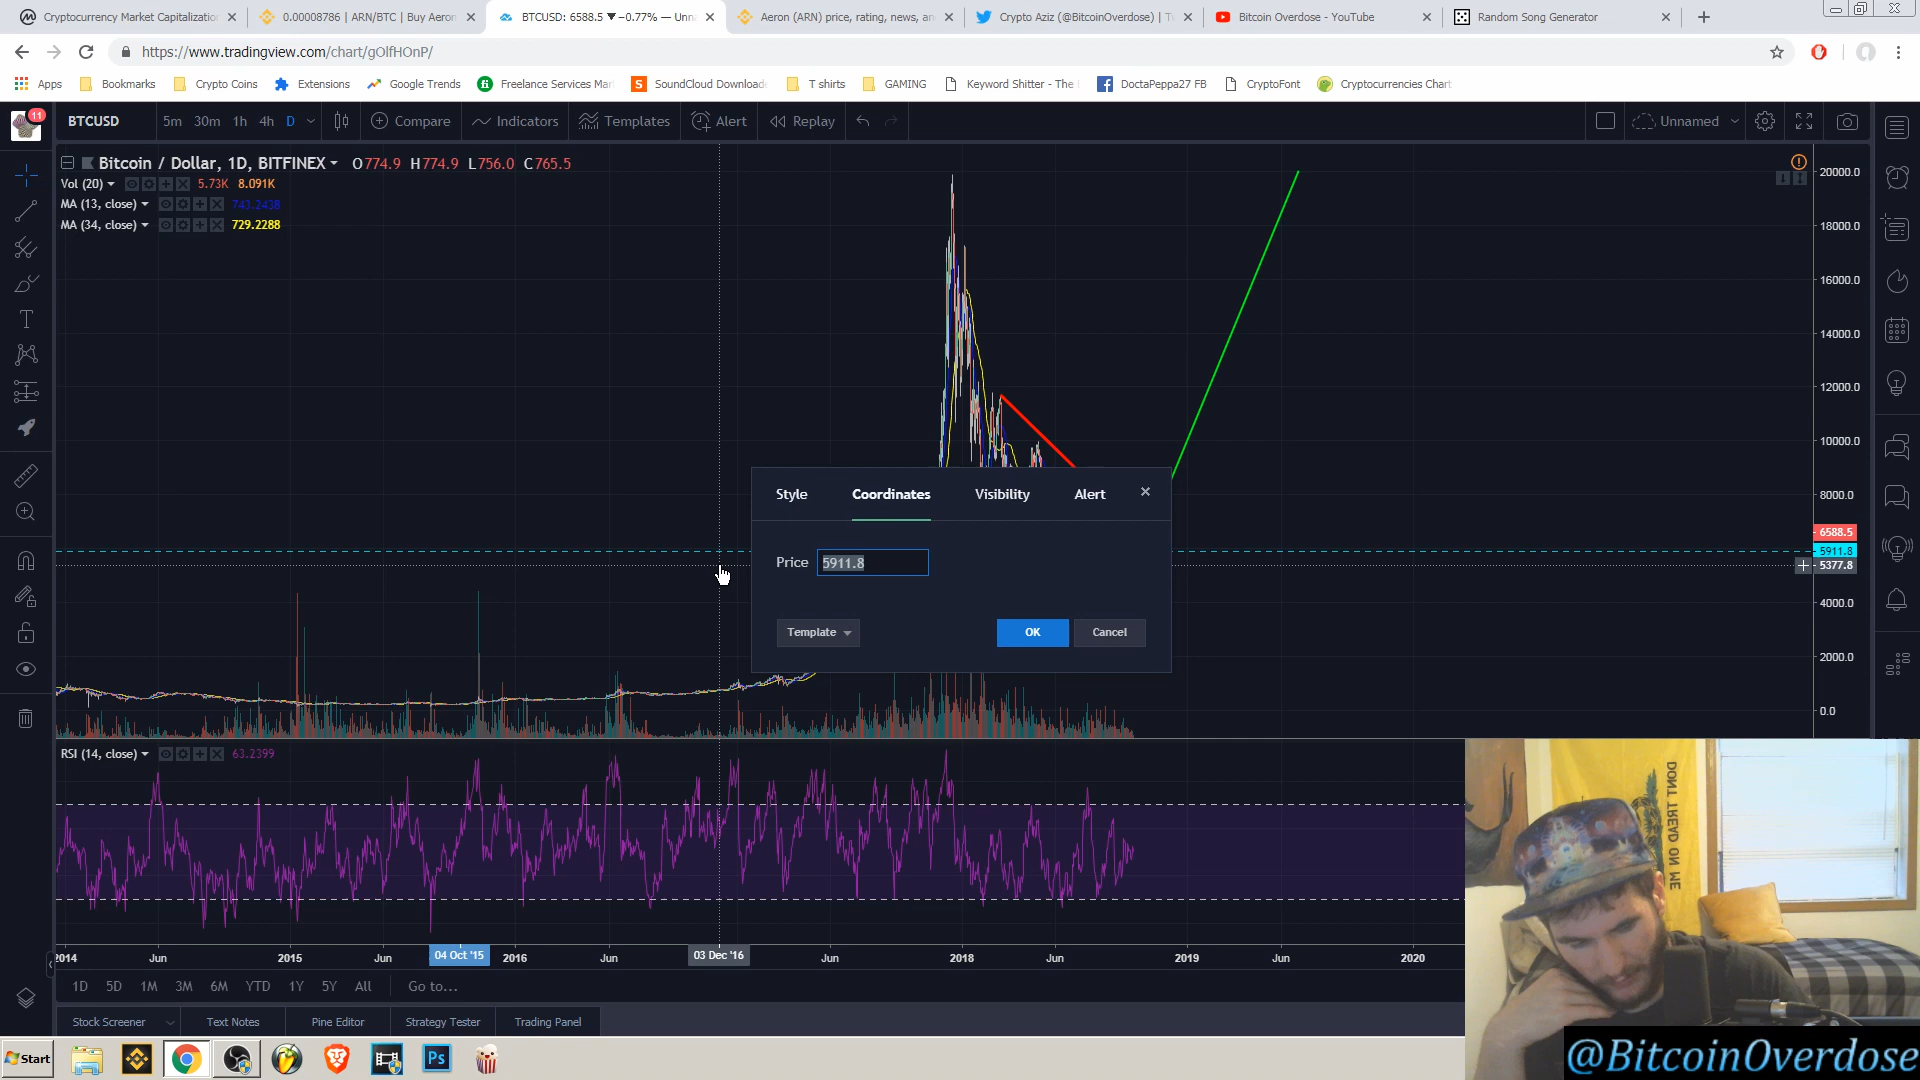 Cryptocurrency Market Capitalization
0.00008786 | ARN/BTC | Buy Aeron
BTCUSD: 6588.5 ▼ −0.77% — Unna
Aeron (ARN) price, rating, news, an
Crypto Aziz (@BitcoinOverdose) | T
Bitcoin Overdose - YouTube
Random Song Generator
https://www.tradingview.com/chart/gOlfHOnP/
Apps
Bookmarks
Crypto Coins
Extensions
Google Trends
Freelance Services Mar
SoundCloud Download
T shirts
GAMING
Keyword Shitter - The
DoctaPeppa27 FB
CryptoFont
Cryptocurrencies Chart
11
BTCUSD
5m 30m 1h 4h D
Compare
Indicators
Templates
Alert
Replay
Unnamed
Bitcoin / Dollar, 1D, BITFINEX O774.9 H774.9 L756.0 C765.5
Vol (20) 5.73K 8.091K
MA (13, close) 743.2438
MA (34, close) 729.2288
20000.0
18000.0
16000.0
14000.0
12000.0
10000.0
8000.0
6588.5
5911.8
5377.8
4000.0
2000.0
0.0
Style
Coordinates
Visibility
Alert
Price 5911.8
Template
OK
Cancel
RSI (14, close) 63.2399
2014 Jun 2015 Jun 04 Oct '15 2016 Jun 03 Dec '16 Jun 2018 Jun 2019 Jun 2020
1D 5D 1M 3M 6M YTD 1Y 5Y All Go to...
Stock Screener
Text Notes
Pine Editor
Strategy Tester
Trading Panel
DONT TREAD ON ME
Start
Ps
@BitcoinOverdose